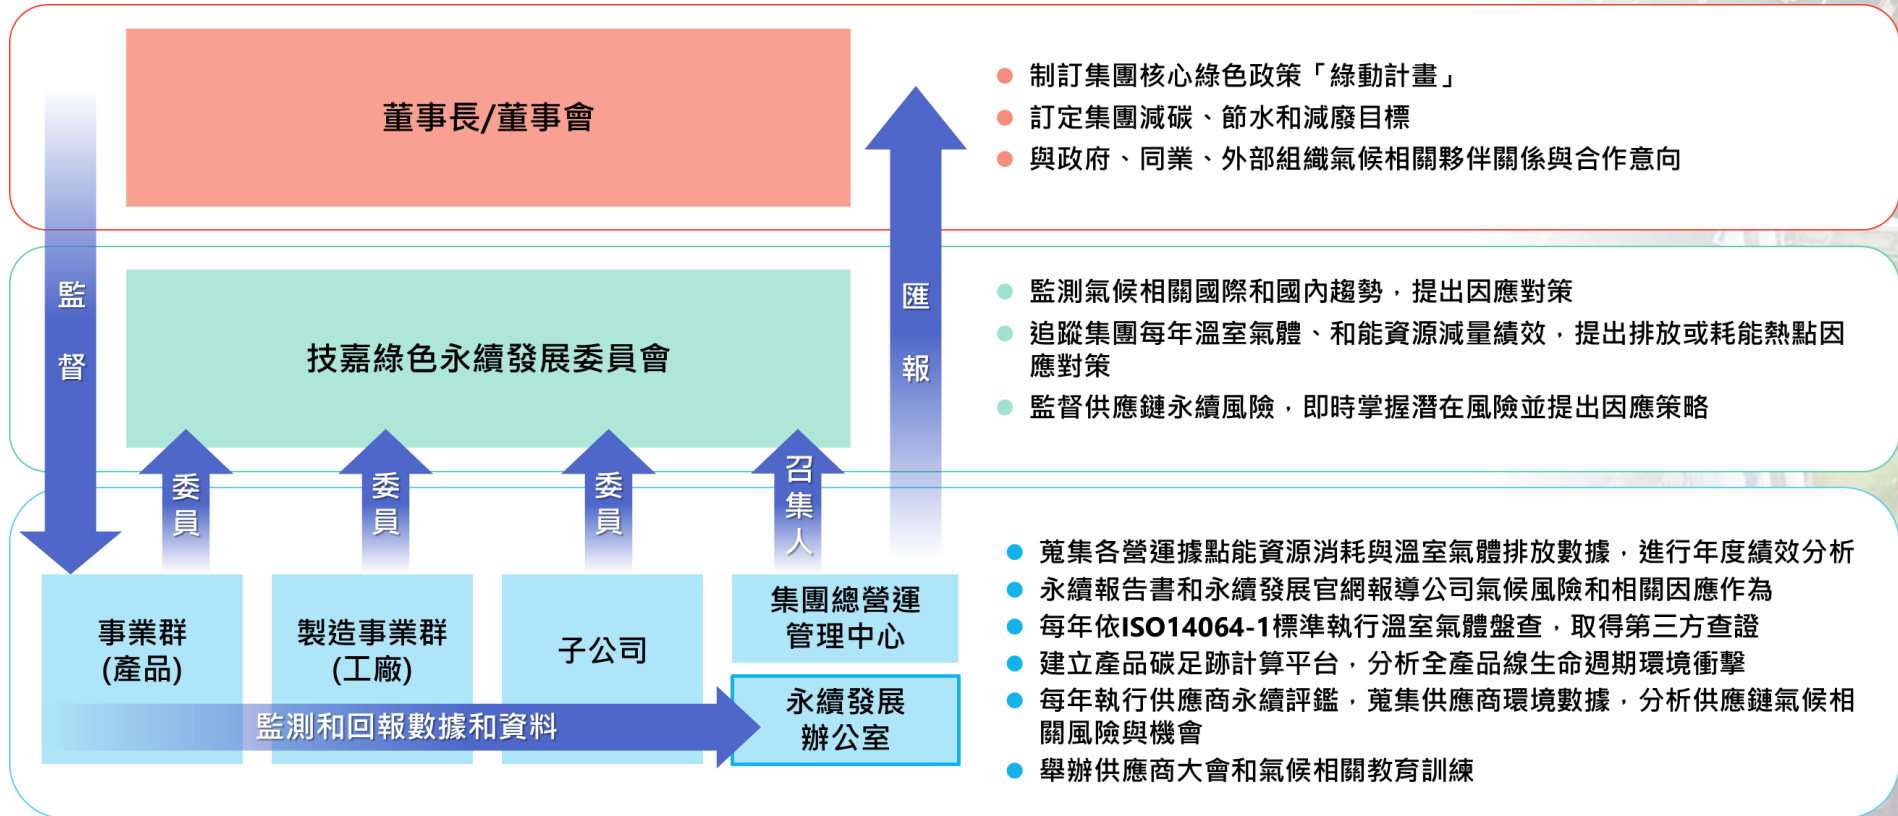 董事長/董事會
制訂集團核心綠色政策「綠動計畫」
訂定集團減碳、節水和減廢目標
與政府、同業、外部組織氣候相關夥伴關係與合作意向
監督
匯報
技嘉綠色永續發展委員會
監測氣候相關國際和國內趨勢，提出因應對策
追蹤集團每年溫室氣體、和能資源減量績效，提出排放或耗能熱點因
應對策
監督供應鏈永續風險，即時掌握潛在風險並提出因應策略
委員
委員
委員
召集人
事業群
(產品)
製造事業群
(工廠)
子公司
集團總營運
管理中心
永續發展
辦公室
監測和回報數據和資料
蒐集各營運據點能資源消耗與溫室氣體排放數據，進行年度績效分析
永續報告書和永續發展官網報導公司氣候風險和相關因應作為
每年依ISO14064-1標準執行溫室氣體盤查，取得第三方查證
建立產品碳足跡計算平台，分析全產品線生命週期環境衝擊
每年執行供應商永續評鑑，蒐集供應商環境數據，分析供應鏈氣候相
關風險與機會
舉辦供應商大會和氣候相關教育訓練